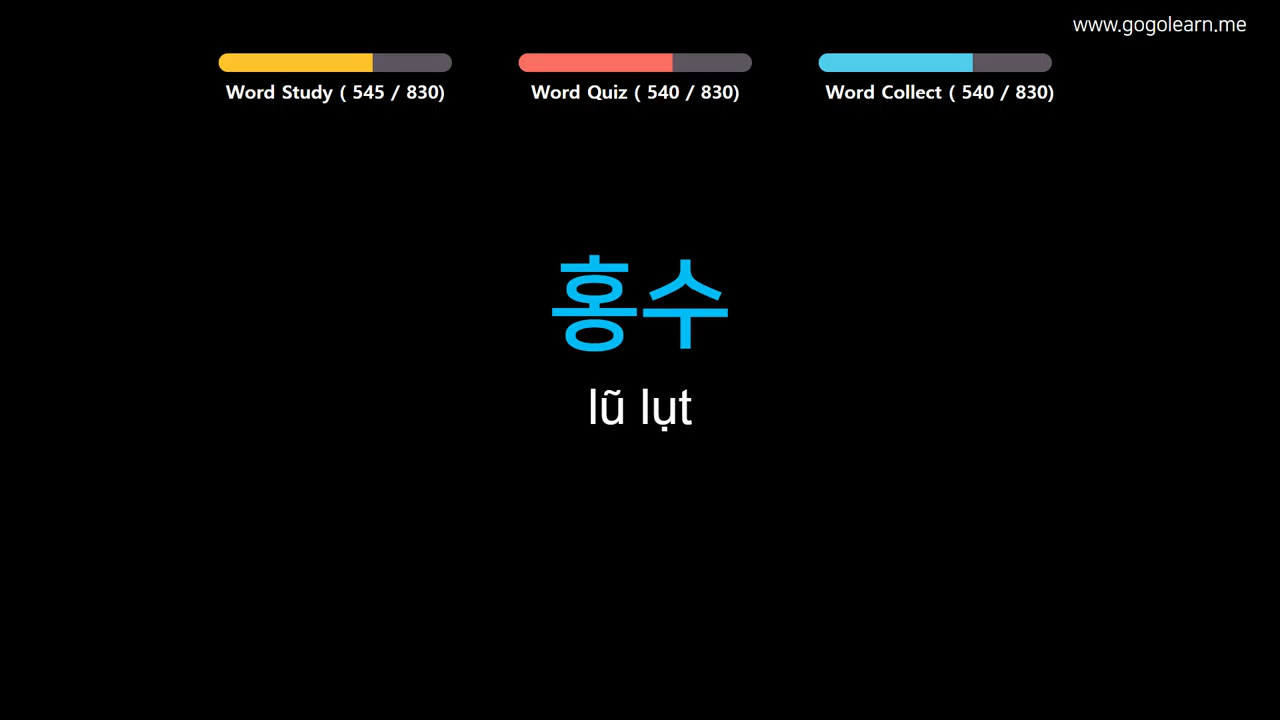 www.gogolearn.me
Word Study ( 545 / 830) Word Quiz ( 540 / 830) Word Collect ( 540 / 830)
홍수
lũ lụt